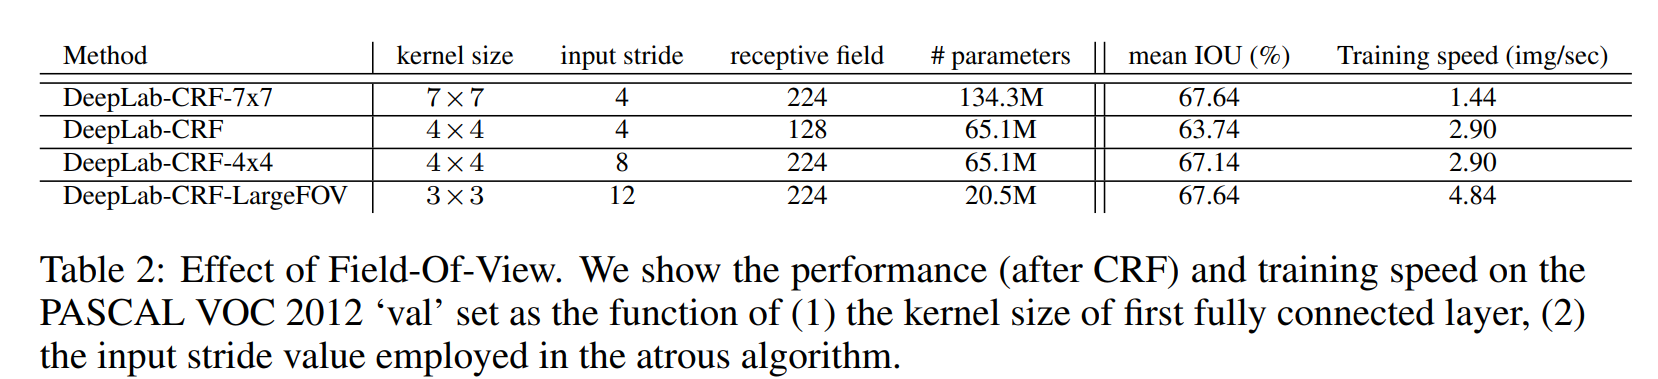 Method kernel size input stride receptive field # parameters mean IOU (%) Training speed (img/sec)
DeepLab-CRF-7x7 7 × 7 4 224 134.3M 67.64 1.44
DeepLab-CRF 4 × 4 4 128 65.1M 63.74 2.90
DeepLab-CRF-4x4 4 × 4 8 224 65.1M 67.14 2.90
DeepLab-CRF-LargeFOV 3 × 3 12 224 20.5M 67.64 4.84
Table 2: Effect of Field-Of-View. We show the performance (after CRF) and training speed on the
PASCAL VOC 2012 ‘val’ set as the function of (1) the kernel size of first fully connected layer, (2)
the input stride value employed in the atrous algorithm.